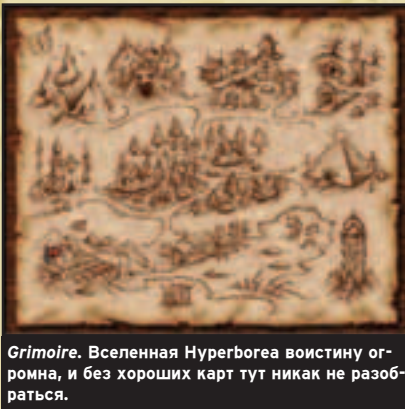 Grimoire. Вселенная Hyperborea воистину ог-
ромна, и без хороших карт тут никак не разоб-
раться.